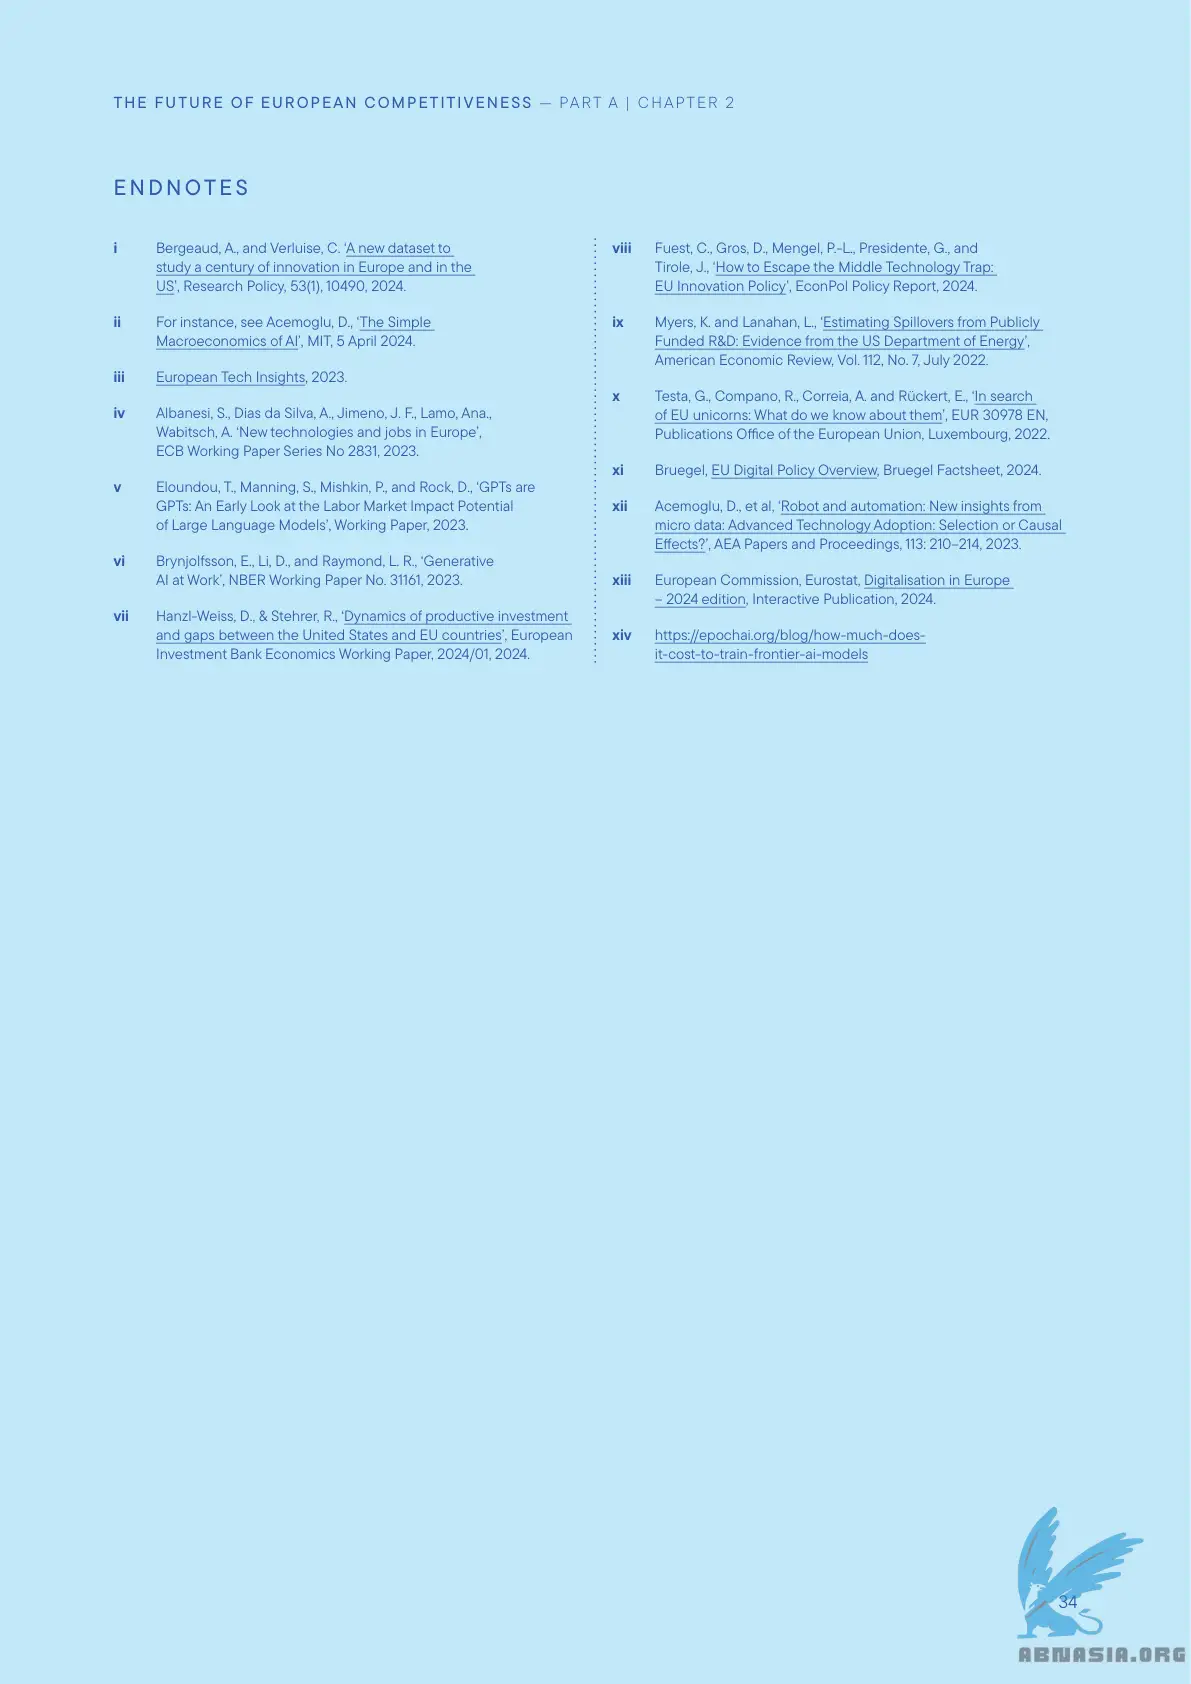 THE FUTURE OF EUROPEAN COMPETITIVENESS — PART A | CHAPTER 2
ENDNOTES
i Bergeaud, A., and Verluise, C. ‘A new dataset to
study a century of innovation in Europe and in the
US’, Research Policy, 53(1), 10490, 2024.
ii For instance, see Acemoglu, D., ‘The Simple
Macroeconomics of AI’, MIT, 5 April 2024.
iii European Tech Insights, 2023.
iv Albanesi, S., Dias da Silva, A., Jimeno, J. F., Lamo, Ana.,
Wabitsch, A. ‘New technologies and jobs in Europe’,
ECB Working Paper Series No 2831, 2023.
v Eloundou, T., Manning, S., Mishkin, P., and Rock, D., ‘GPTs are
GPTs: An Early Look at the Labor Market Impact Potential
of Large Language Models’, Working Paper, 2023.
vi Brynjolfsson, E., Li, D., and Raymond, L. R., ‘Generative
AI at Work’, NBER Working Paper No. 31161, 2023.
vii Hanzl-Weiss, D., & Stehrer, R., ‘Dynamics of productive investment
and gaps between the United States and EU countries’, European
Investment Bank Economics Working Paper, 2024/01, 2024.
viii Fuest, C., Gros, D., Mengel, P.-L., Presidente, G., and
Tirole, J., ‘How to Escape the Middle Technology Trap:
EU Innovation Policy’, EconPol Policy Report, 2024.
ix Myers, K. and Lanahan, L., ‘Estimating Spillovers from Publicly
Funded R&D: Evidence from the US Department of Energy’,
American Economic Review, Vol. 112, No. 7, July 2022.
x Testa, G., Compano, R., Correia, A. and Rückert, E., ‘In search
of EU unicorns: What do we know about them’, EUR 30978 EN,
Publications Office of the European Union, Luxembourg, 2022.
xi Bruegel, EU Digital Policy Overview, Bruegel Factsheet, 2024.
xii Acemoglu, D., et al, ‘Robot and automation: New insights from
micro data: Advanced Technology Adoption: Selection or Causal
Effects?’, AEA Papers and Proceedings, 113: 210–214, 2023.
xiii European Commission, Eurostat, Digitalisation in Europe
– 2024 edition, Interactive Publication, 2024.
xiv https://epochai.org/blog/how-much-does-
it-cost-to-train-frontier-ai-models
34
ABNASIA.ORG